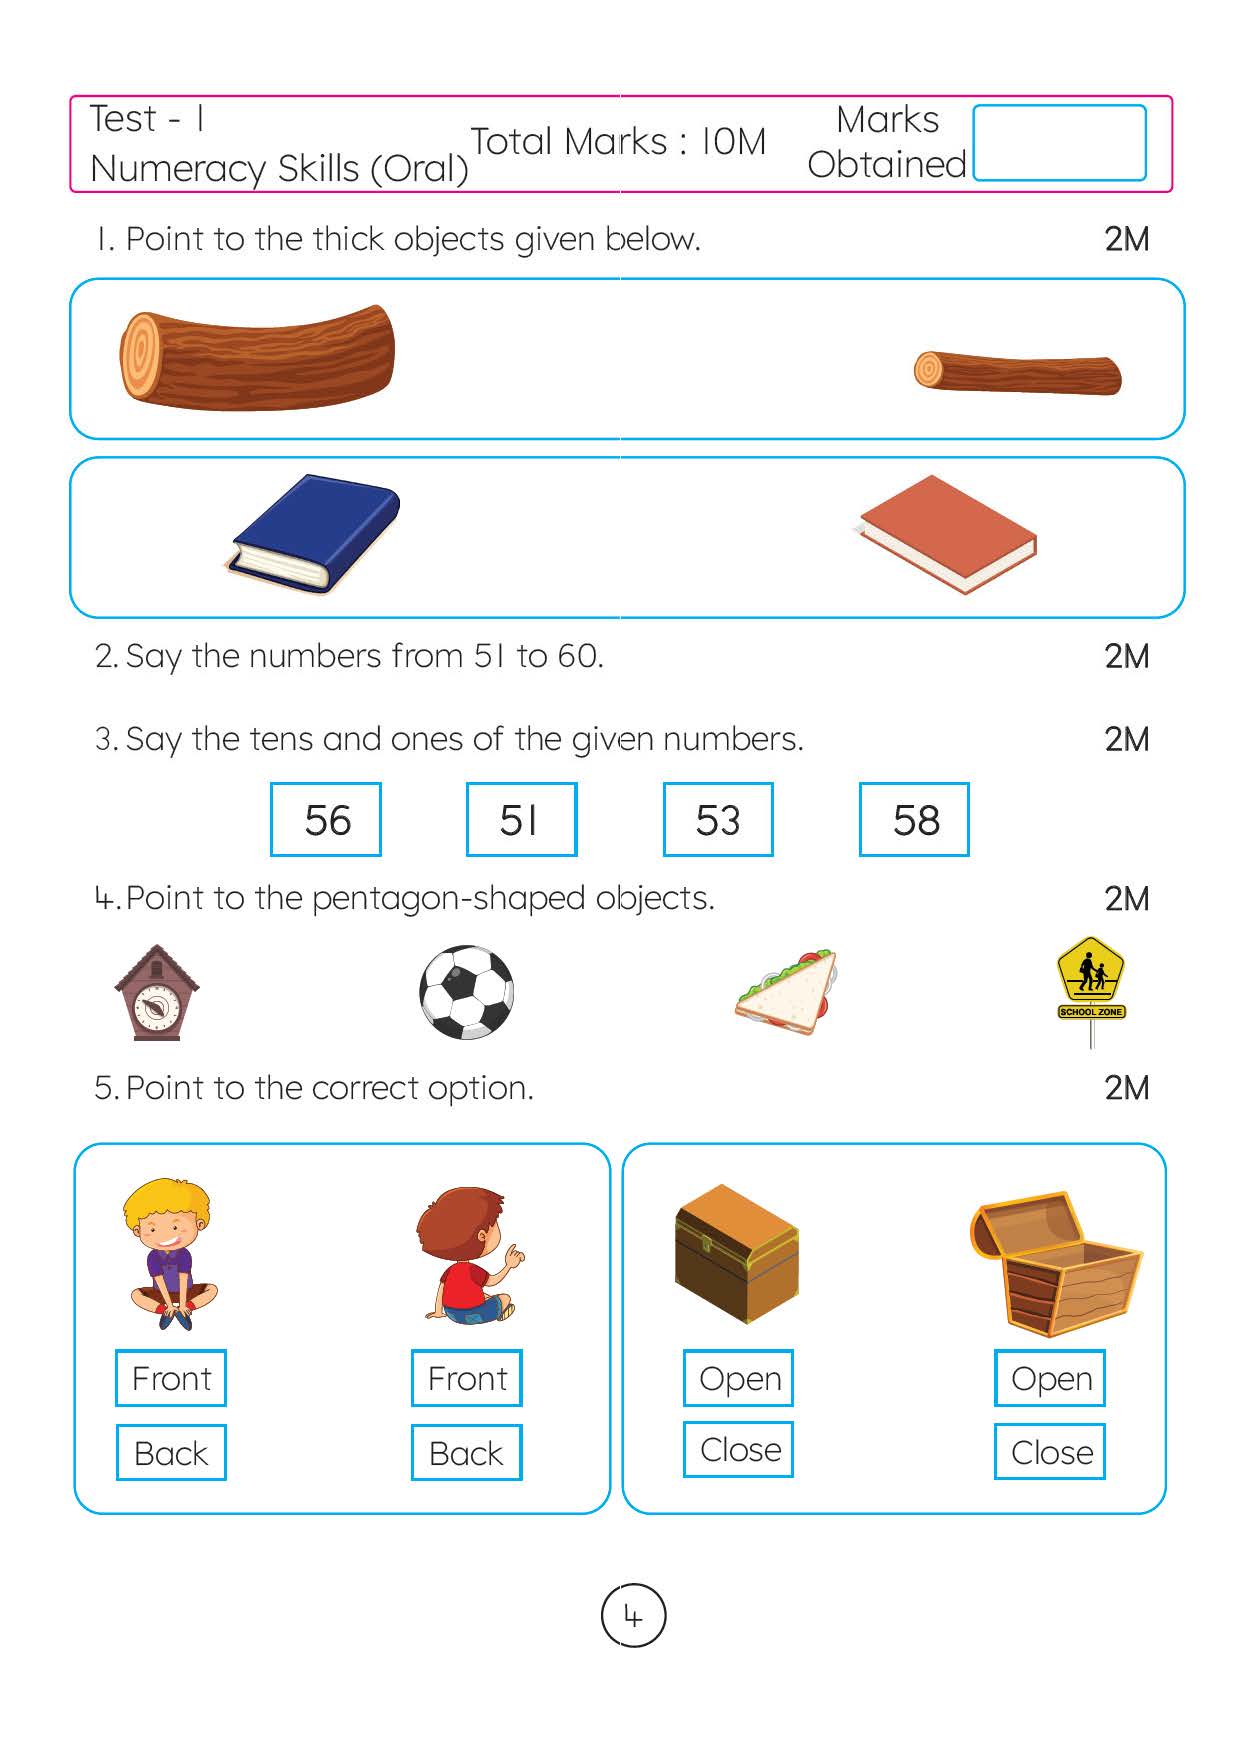 Test - 1
Numeracy Skills (Oral)
Total Marks : 10M
Marks
Obtained
1. Point to the thick objects given below. 2M
2. Say the numbers from 51 to 60. 2M
3. Say the tens and ones of the given numbers. 2M
56 51 53 58
4. Point to the pentagon-shaped objects. 2M
SCHOOL ZONE
5. Point to the correct option. 2M
Front Front Open Open
Back Back Close Close
4